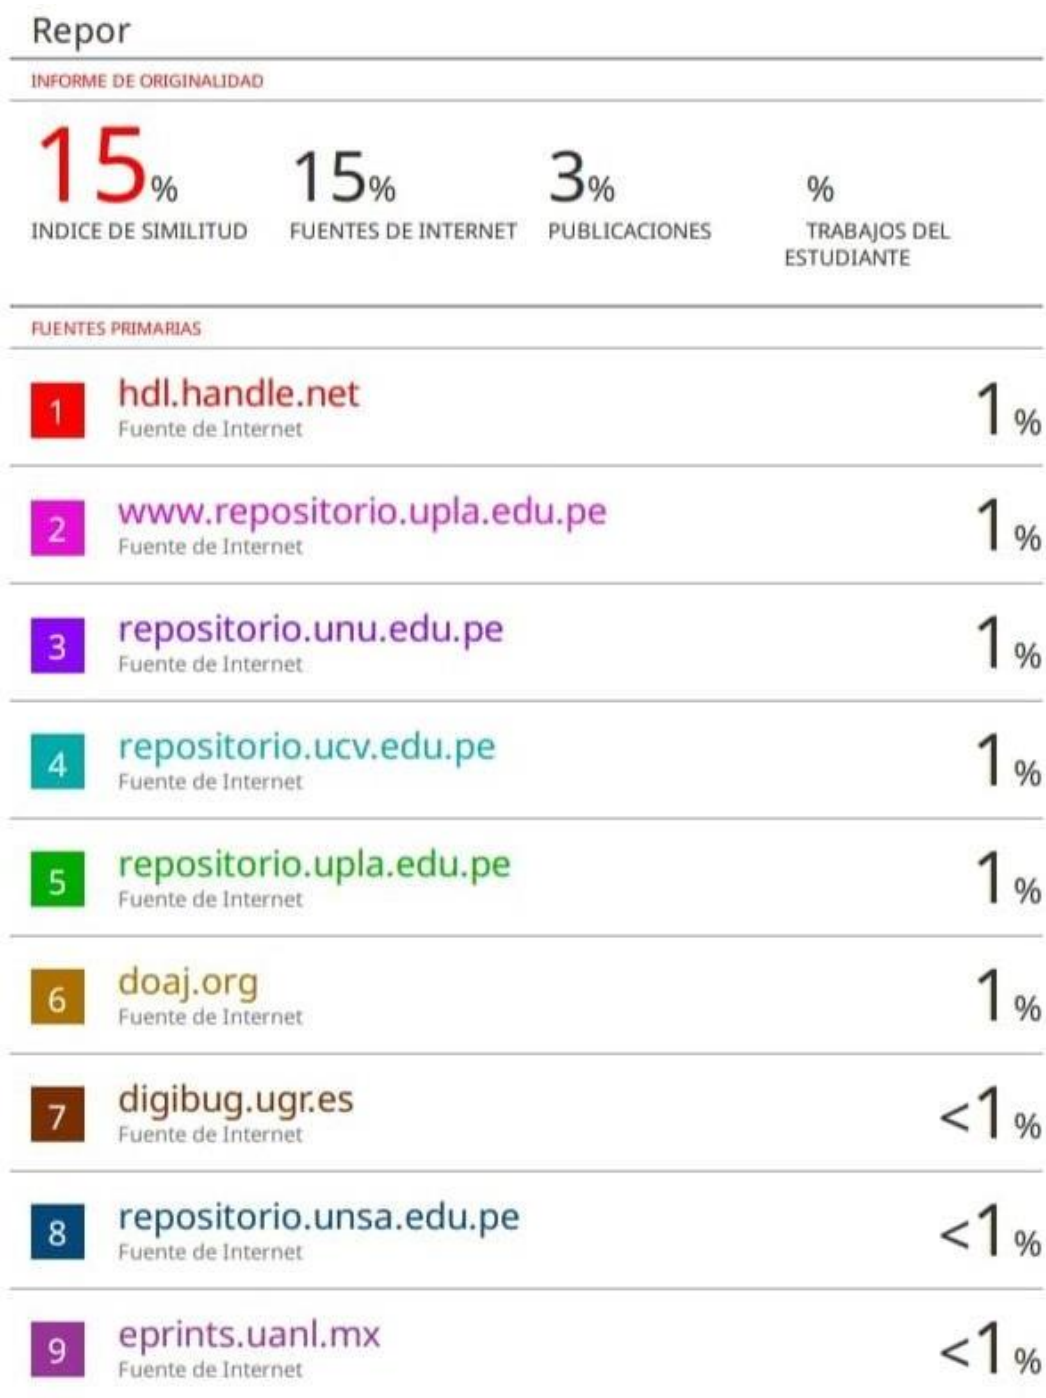 Repor
INFORME DE ORIGINALIDAD
15% 15% 3% %
INDICE DE SIMILITUD FUENTES DE INTERNET PUBLICACIONES TRABAJOS DEL
ESTUDIANTE
FUENTES PRIMARIAS
1 hdl.handle.net 1%
Fuente de Internet
2 www.repositorio.upla.edu.pe 1%
Fuente de Internet
3 repositorio.unu.edu.pe 1%
Fuente de Internet
4 repositorio.ucv.edu.pe 1%
Fuente de Internet
5 repositorio.upla.edu.pe 1%
Fuente de Internet
6 doaj.org 1%
Fuente de Internet
7 digibug.ugr.es <1%
Fuente de Internet
8 repositorio.unsa.edu.pe <1%
Fuente de Internet
9 eprints.uanl.mx <1%
Fuente de Internet